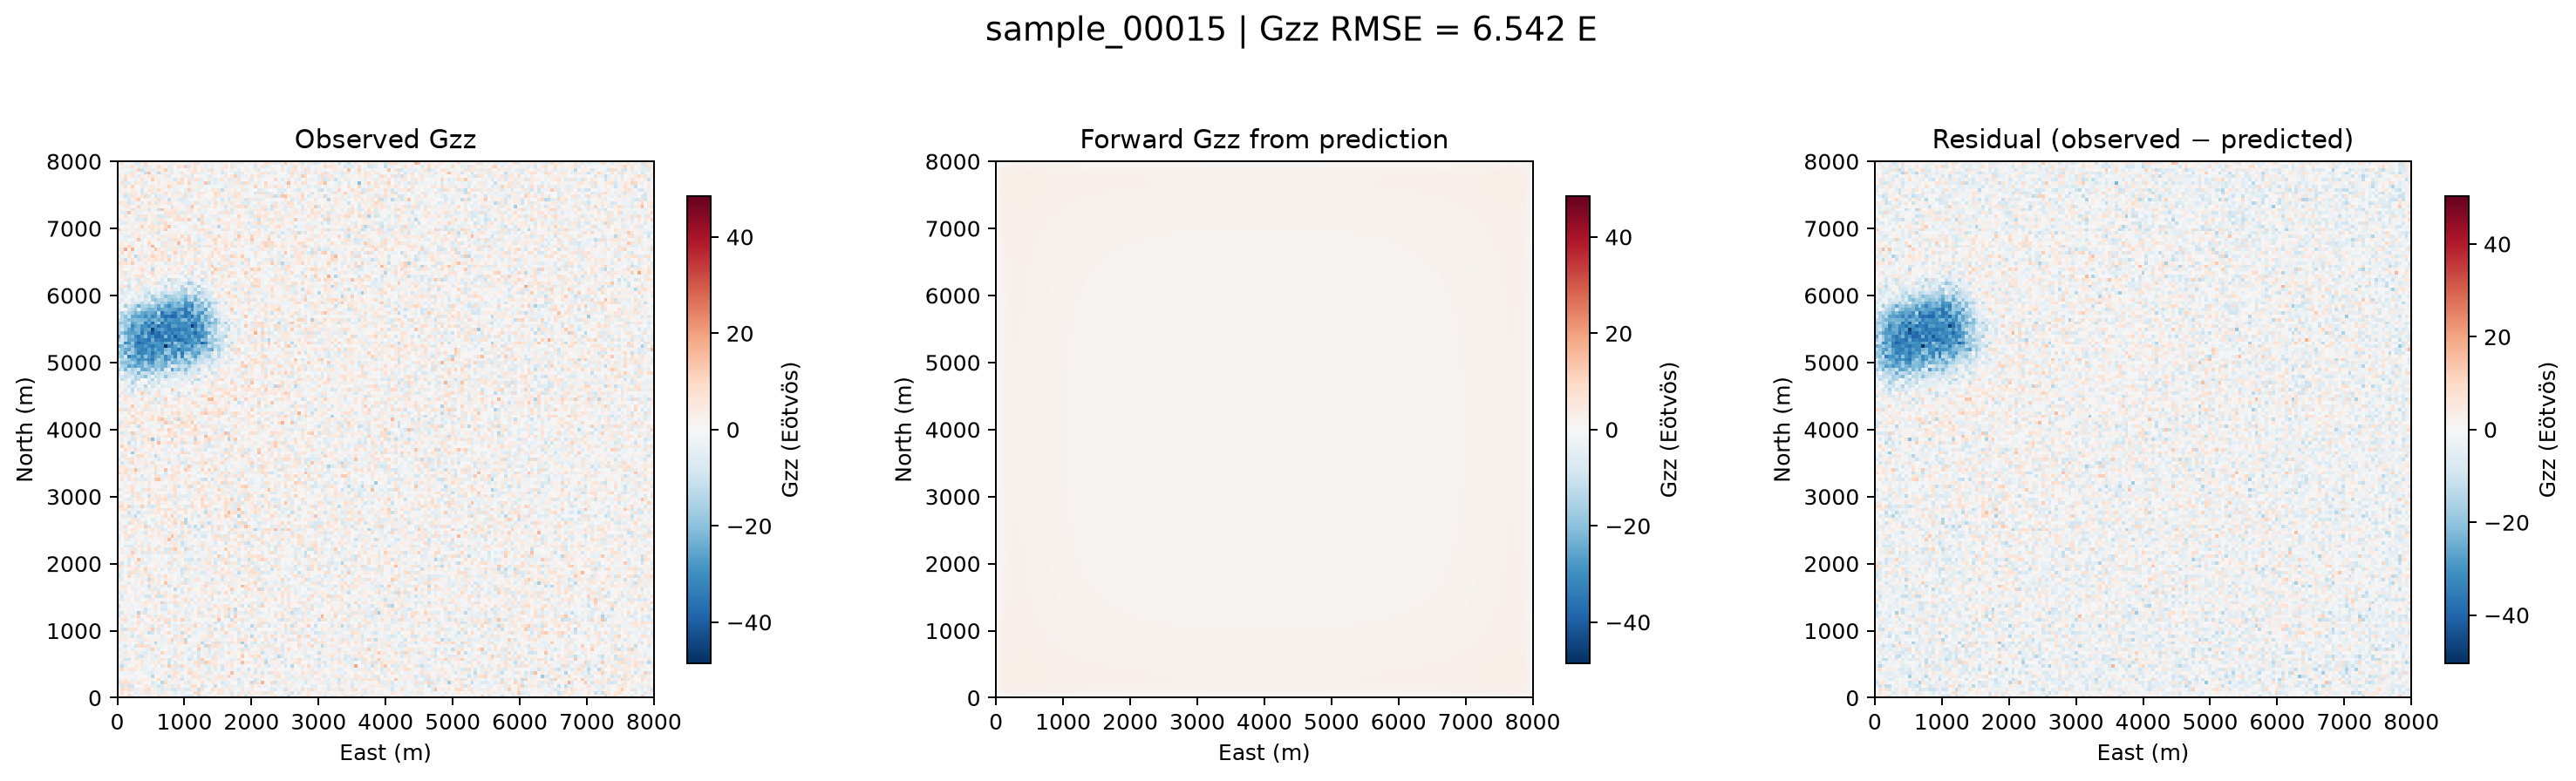 sample_00015 | Gzz RMSE = 6.542 E
Observed Gzz
8000
7000
6000
5000
4000
3000
2000
1000
0
North (m)
0 1000 2000 3000 4000 5000 6000 7000 8000
East (m)
40
20
0
−20
−40
Gzz (Eötvös)
Forward Gzz from prediction
8000
7000
6000
5000
4000
3000
2000
1000
0
North (m)
0 1000 2000 3000 4000 5000 6000 7000 8000
East (m)
40
20
0
−20
−40
Gzz (Eötvös)
Residual (observed − predicted)
8000
7000
6000
5000
4000
3000
2000
1000
0
North (m)
0 1000 2000 3000 4000 5000 6000 7000 8000
East (m)
40
20
0
−20
−40
Gzz (Eötvös)